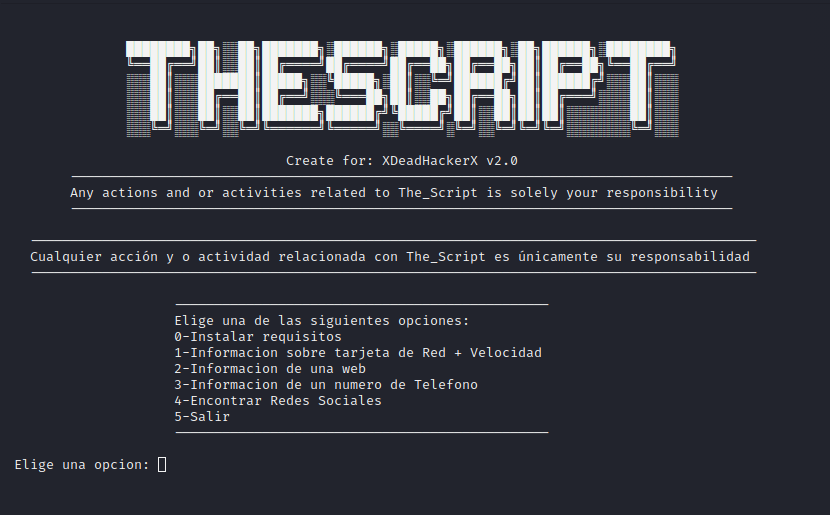 THESCRIPT
Create for: XDeadHackerX v2.0
Any actions and or activities related to The_Script is solely your responsibility
Cualquier acción y o actividad relacionada con The_Script es únicamente su responsabilidad
Elige una de las siguientes opciones:
0-Instalar requisitos
1-Informacion sobre tarjeta de Red + Velocidad
2-Informacion de una web
3-Informacion de un numero de Telefono
4-Encontrar Redes Sociales
5-Salir
Elige una opcion: